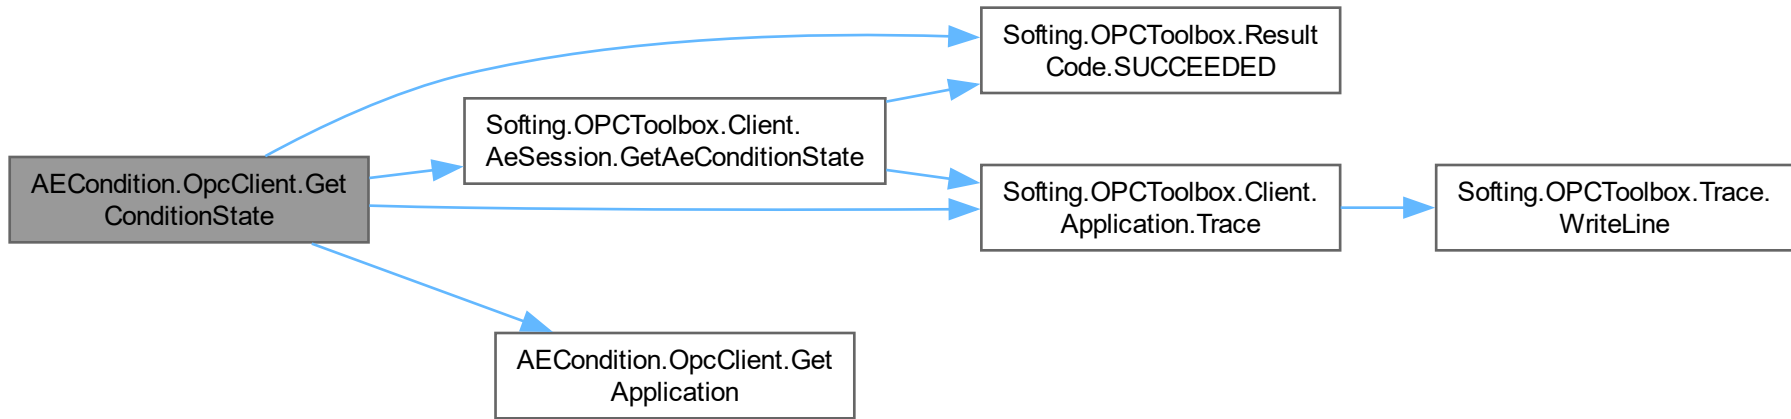 AECondition.OpcClient.Get
ConditionState
Softing.OPCToolbox.Client.
AeSession.GetAeConditionState
Softing.OPCToolbox.Result
Code.SUCCEEDED
Softing.OPCToolbox.Client.
Application.Trace
Softing.OPCToolbox.Trace.
WriteLine
AECondition.OpcClient.Get
Application